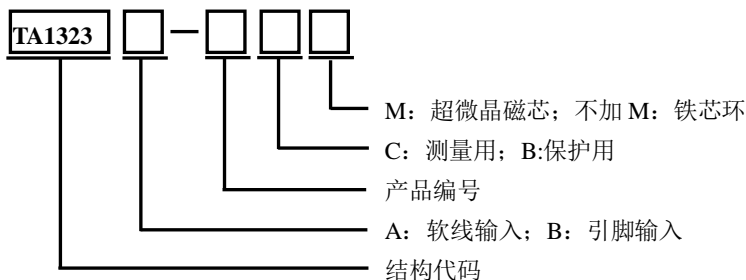 TA1323
M：超微晶磁芯；不加 M：铁芯环
C：测量用；B:保护用
产品编号
A：软线输入；B：引脚输入
结构代码